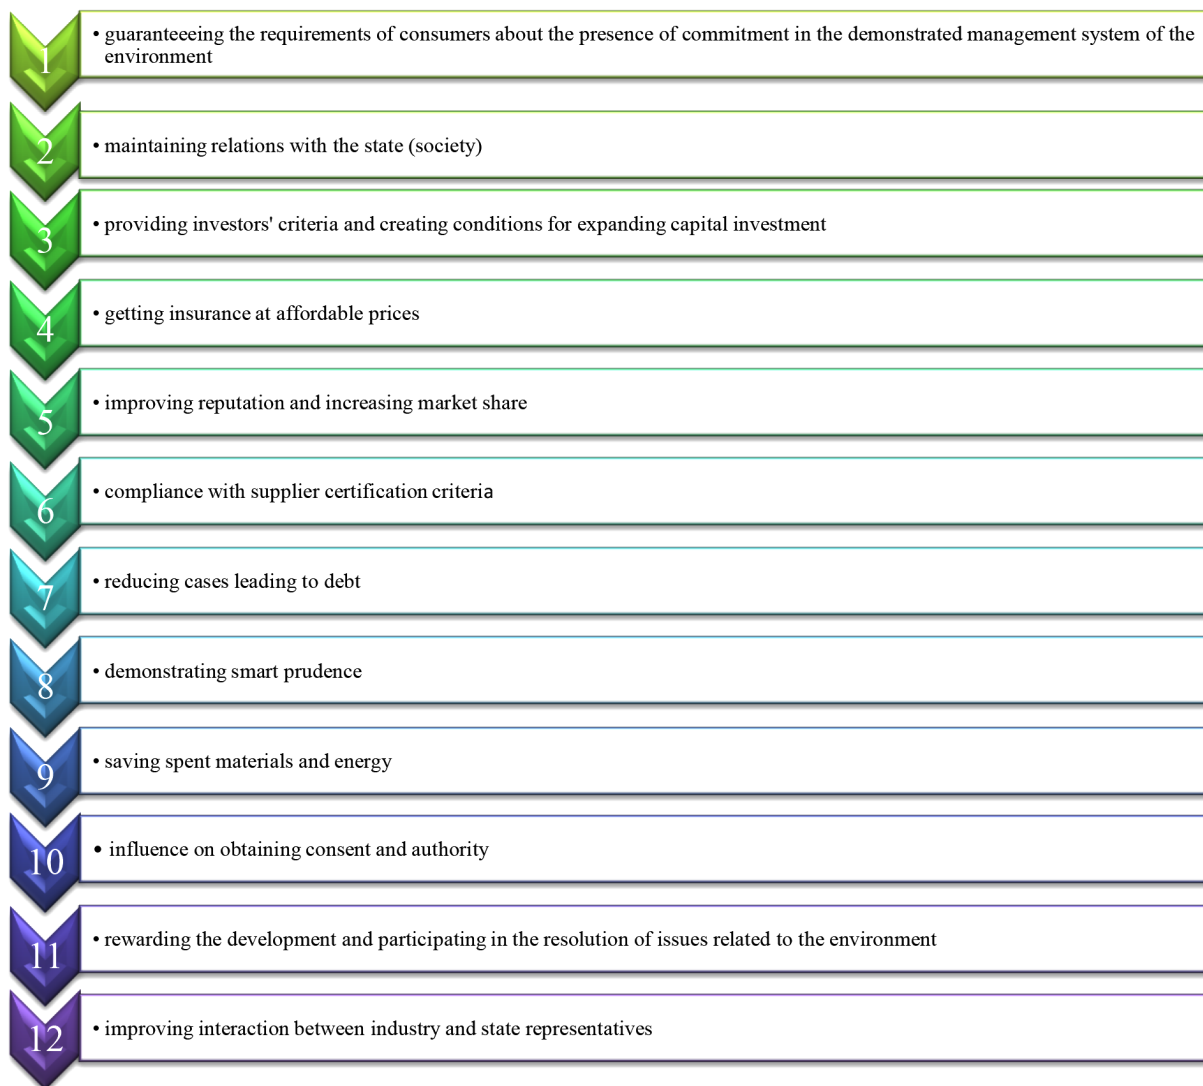 1
• guaranteeeing the requirements of consumers about the presence of commitment in the demonstrated management system of the
environment
2
• maintaining relations with the state (society)
3
• providing investors' criteria and creating conditions for expanding capital investment
4
• getting insurance at affordable prices
5
• improving reputation and increasing market share
6
• compliance with supplier certification criteria
7
• reducing cases leading to debt
8
• demonstrating smart prudence
9
• saving spent materials and energy
10
• influence on obtaining consent and authority
11
• rewarding the development and participating in the resolution of issues related to the environment
12
• improving interaction between industry and state representatives